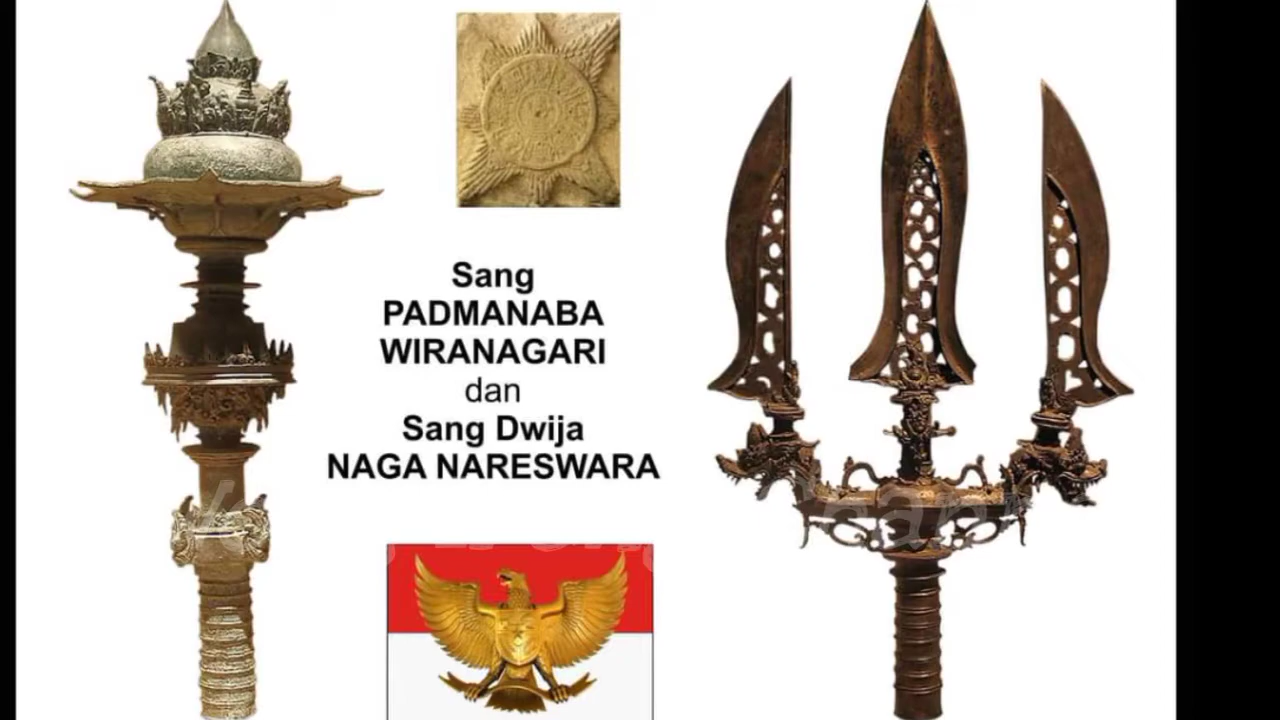 Sang
PADMANABA
WIRANAGARI
dan
Sang Dwija
NAGA NARESWARA